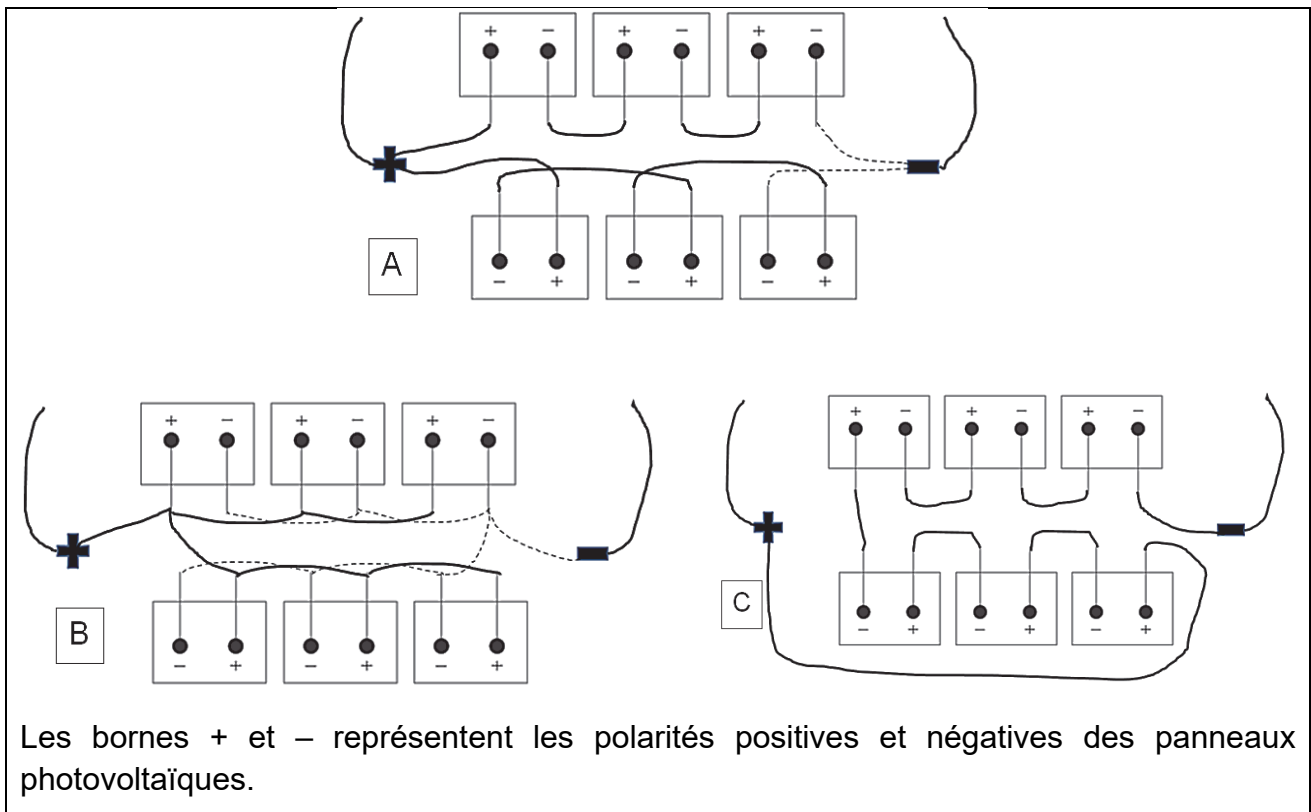 + − + − + −
− + − + − +
A
+ − + − + −
− + − + − +
B
+ − + − + −
− + − + − +
C
Les bornes + et – représentent les polarités positives et négatives des panneaux
photovoltaïques.